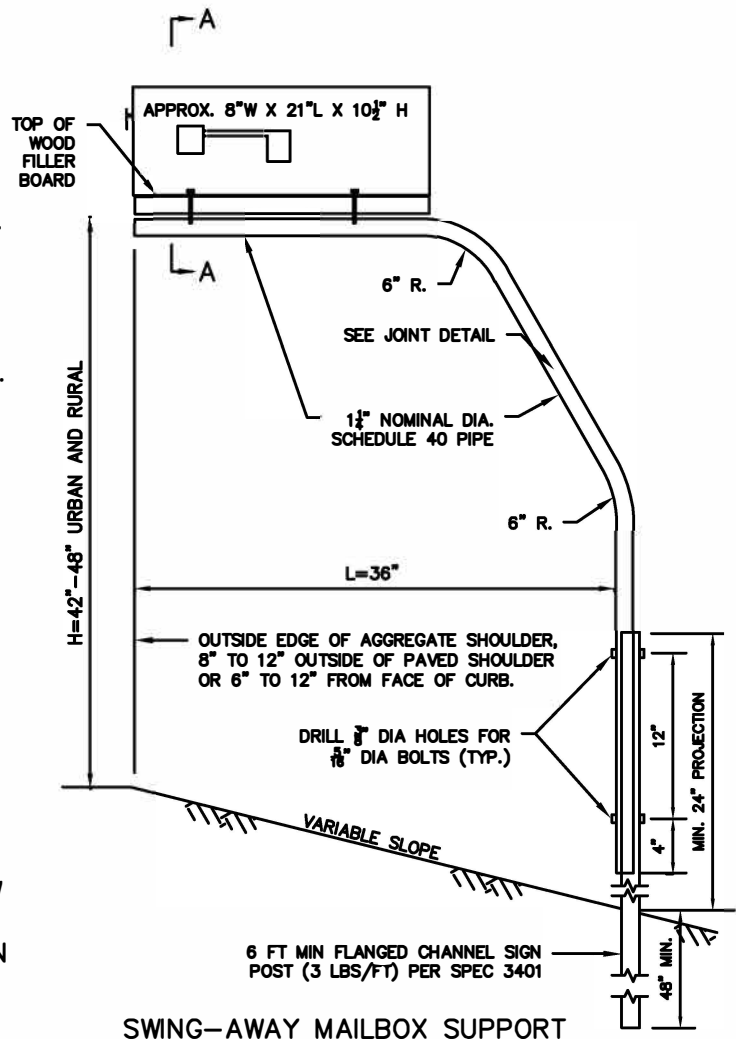 A
APPROX. 8"W X 21"L X 10½" H
TOP OF
WOOD
FILLER
BOARD
A
6" R.
SEE JOINT DETAIL
1¼" NOMINAL DIA.
SCHEDULE 40 PIPE
6" R.
H=42"-48" URBAN AND RURAL
L=36"
OUTSIDE EDGE OF AGGREGATE SHOULDER,
8" TO 12" OUTSIDE OF PAVED SHOULDER
OR 6" TO 12" FROM FACE OF CURB.
DRILL ⅜" DIA HOLES FOR
5/16" DIA BOLTS (TYP.)
12"
MIN. 24" PROJECTION
4"
VARIABLE SLOPE
6 FT MIN FLANGED CHANNEL SIGN
POST (3 LBS/FT) PER SPEC 3401
48" MIN.
SWING-AWAY MAILBOX SUPPORT